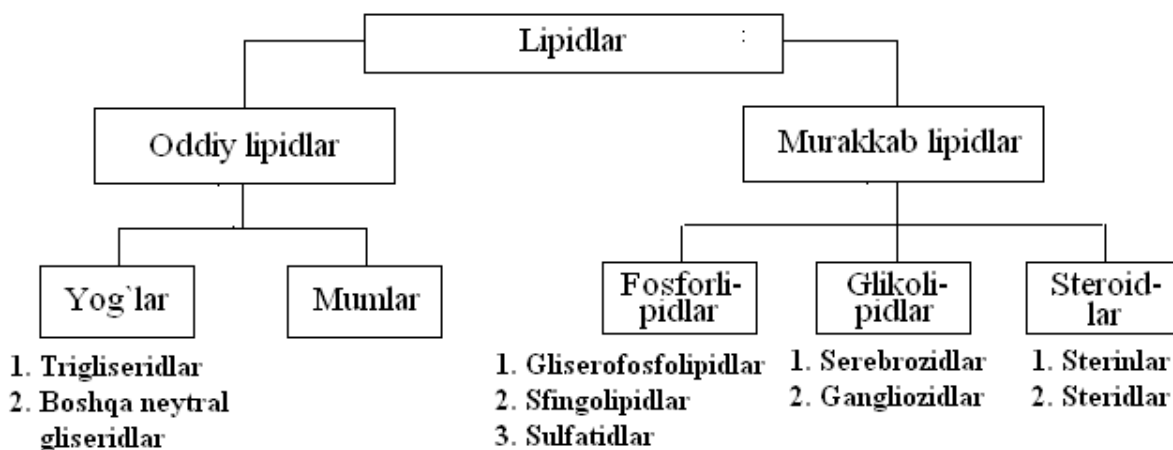 Lipidlar :
Oddiy lipidlar
Murakkab lipidlar
Yog`lar
Mumlar
Fosforli-
pidlar
Glikoli-
pidlar
Steroid-
lar
1. Trigliseridlar
2. Boshqa neytral
gliseridlar
1. Gliserofosfolipidlar
2. Sfingolipidlar
3. Sulfatidlar
1. Serebrozidlar
2. Gangliozidlar
1. Sterinlar
2. Steridlar